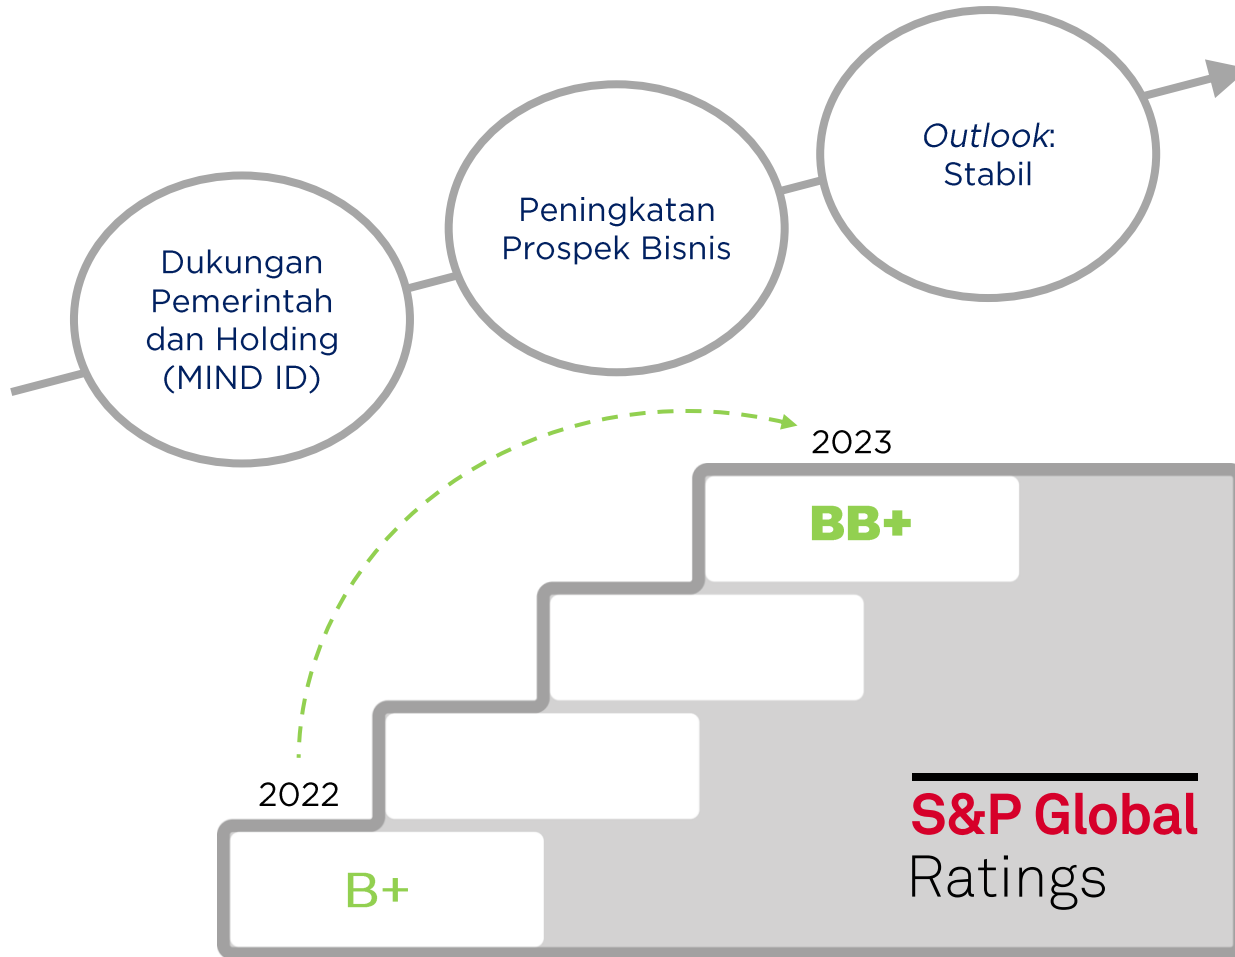 Outlook:
Stabil
Peningkatan
Prospek Bisnis
Dukungan
Pemerintah
dan Holding
(MIND ID)
2023
BB+
2022
B+
S&P Global
Ratings